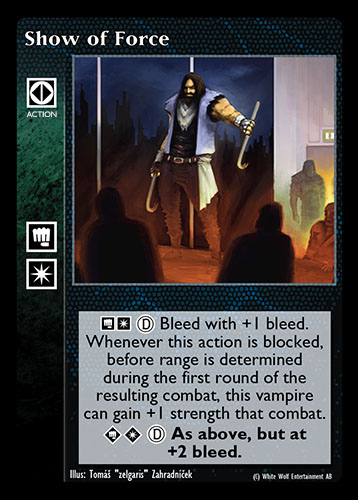 Show of Force
ACTION
Ⓓ Bleed with +1 bleed.
Whenever this action is blocked,
before range is determined
during the first round of the
resulting combat, this vampire
can gain +1 strength that combat.
Ⓓ As above, but at
+2 bleed.
Illus: Tomáš "zelgaris" Zahradníček
(C) White Wolf Entertainment AB